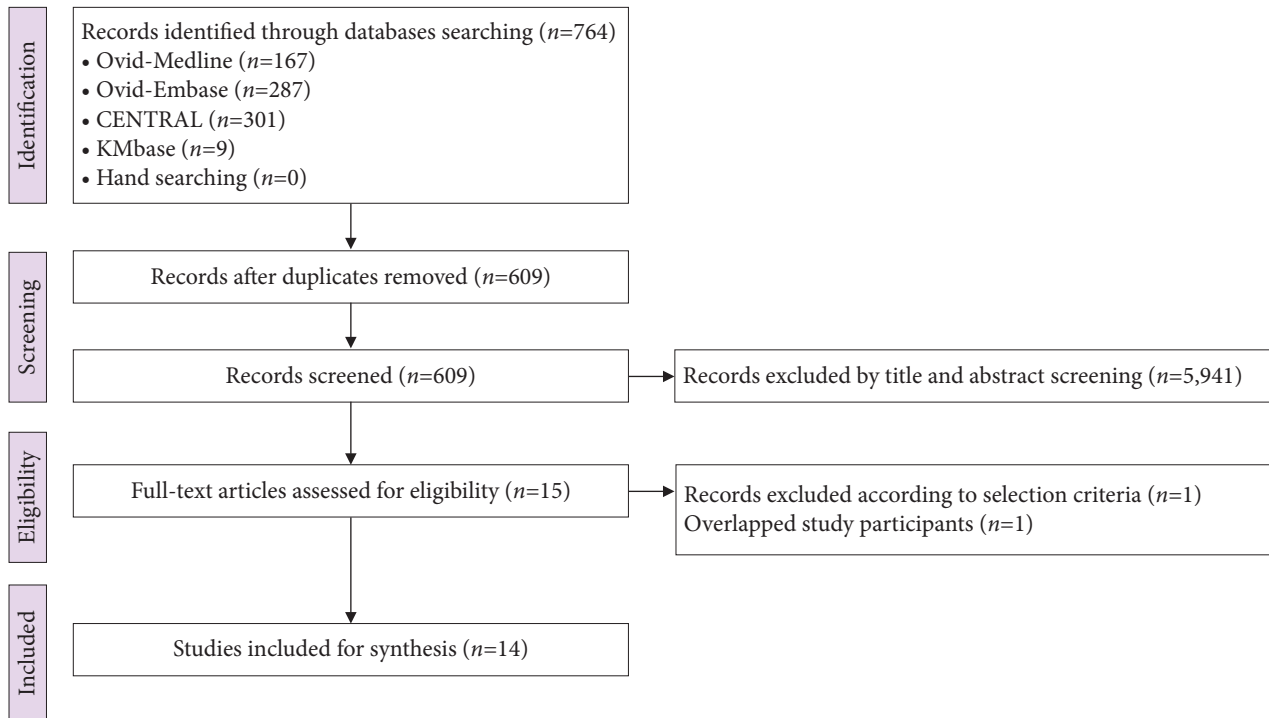 Identification
Records identified through databases searching (n=764)
• Ovid-Medline (n=167)
• Ovid-Embase (n=287)
• CENTRAL (n=301)
• KMbase (n=9)
• Hand searching (n=0)
Screening
Records after duplicates removed (n=609)
Records screened (n=609)
Records excluded by title and abstract screening (n=5,941)
Eligibility
Full-text articles assessed for eligibility (n=15)
Records excluded according to selection criteria (n=1)
Overlapped study participants (n=1)
Included
Studies included for synthesis (n=14)